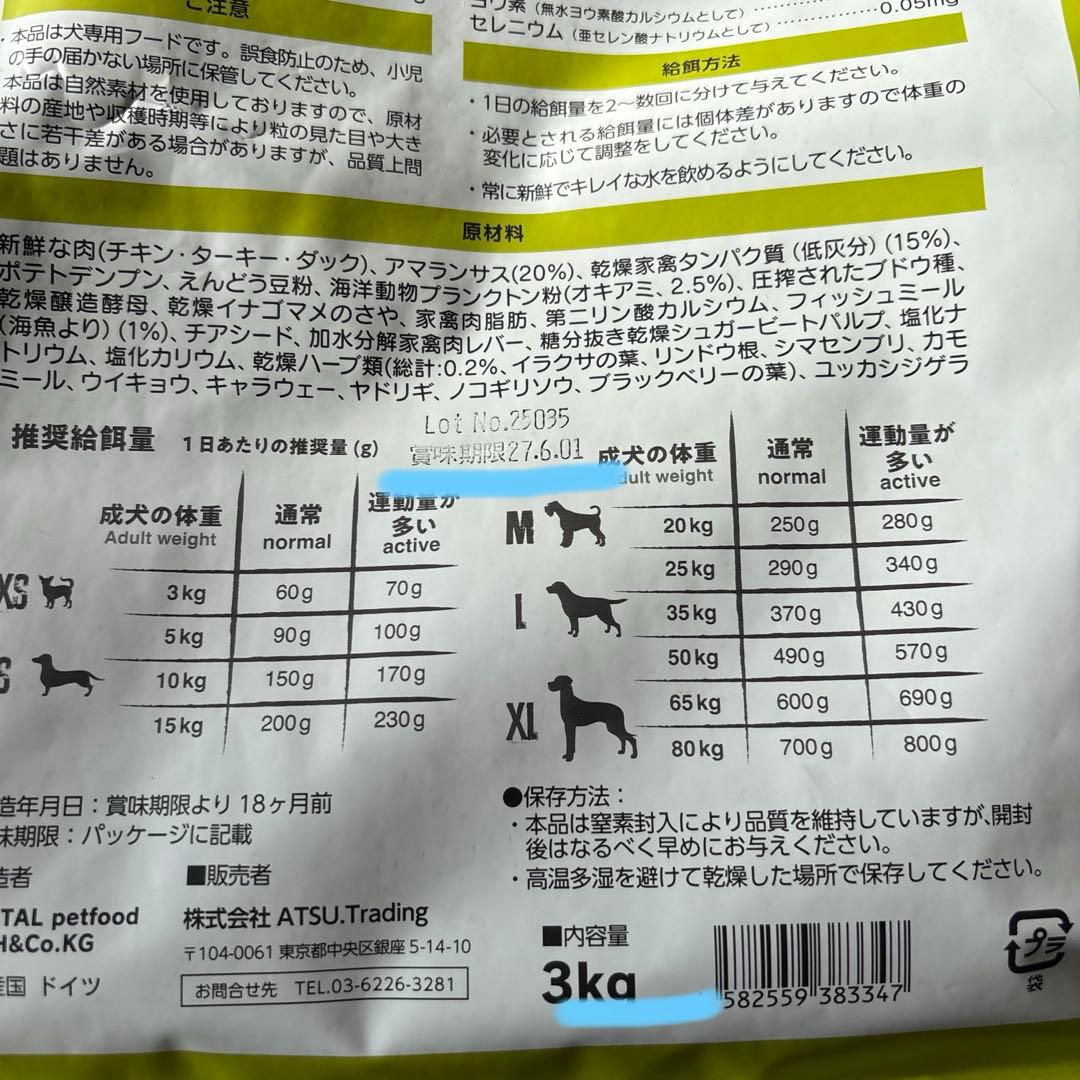 ご注意
・本品は犬専用フードです。誤食防止のため、小児
の手の届かない場所に保管してください。
本品は自然素材を使用しておりますので、原材
料の産地や収穫時期等により粒の見た目や大き
さに若干差がある場合がありますが、品質上問
題はありません。
ヨウ素（無水ヨウ素酸カルシウムとして）
セレニウム（亜セレン酸ナトリウムとして）…………0.05mg
給餌方法
・1日の給餌量を2～数回に分けて与えてください。
・必要とされる給餌量には個体差がありますので体重の
変化に応じて調整をしてください。
・常に新鮮でキレイな水を飲めるようにしてください。
原材料
新鮮な肉(チキン・ターキー・ダック)、アマランサス(20%)、乾燥家禽タンパク質（低灰分）(15%)、
ポテトデンプン、えんどう豆粉、海洋動物プランクトン粉(オキアミ、2.5%)、圧搾されたブドウ種、
乾燥醸造酵母、乾燥イナゴマメのさや、家禽肉脂肪、第二リン酸カルシウム、フィッシュミール
(海魚より)(1%)、チアシード、加水分解家禽肉レバー、糖分抜き乾燥シュガービートパルプ、塩化ナ
トリウム、塩化カリウム、乾燥ハーブ類(総計:0.2%、イラクサの葉、リンドウ根、シマセンブリ、カモ
ミール、ウイキョウ、キャラウェー、ヤドリギ、ノコギリソウ、ブラックベリーの葉)、ユッカシジゲラ
Lot No.25035
賞味期限27.6.01
推奨給餌量 1日あたりの推奨量(g)
成犬の体重 通常 運動量が
多い
Adult weight normal active
XS 3kg 60g 70g
5kg 90g 100g
S 10kg 150g 170g
15kg 200g 230g
成犬の体重 通常 運動量が
多い
dult weight normal active
M 20kg 250g 280g
25kg 290g 340g
L 35kg 370g 430g
50kg 490g 570g
XL 65kg 600g 690g
80kg 700g 800g
造年月日：賞味期限より18ヶ月前
味期限：パッケージに記載
造者
TAL petfood
H&Co.KG
産国 ドイツ
■販売者
株式会社 ATSU.Trading
〒104-0061 東京都中央区銀座5-14-10
お問合せ先 TEL.03-6226-3281
●保存方法：
・本品は窒素封入により品質を維持していますが、開封
後はなるべく早めにお与えください。
・高温多湿を避けて乾燥した場所で保存してください。
■内容量
3kg
582559 383347
プラ
袋